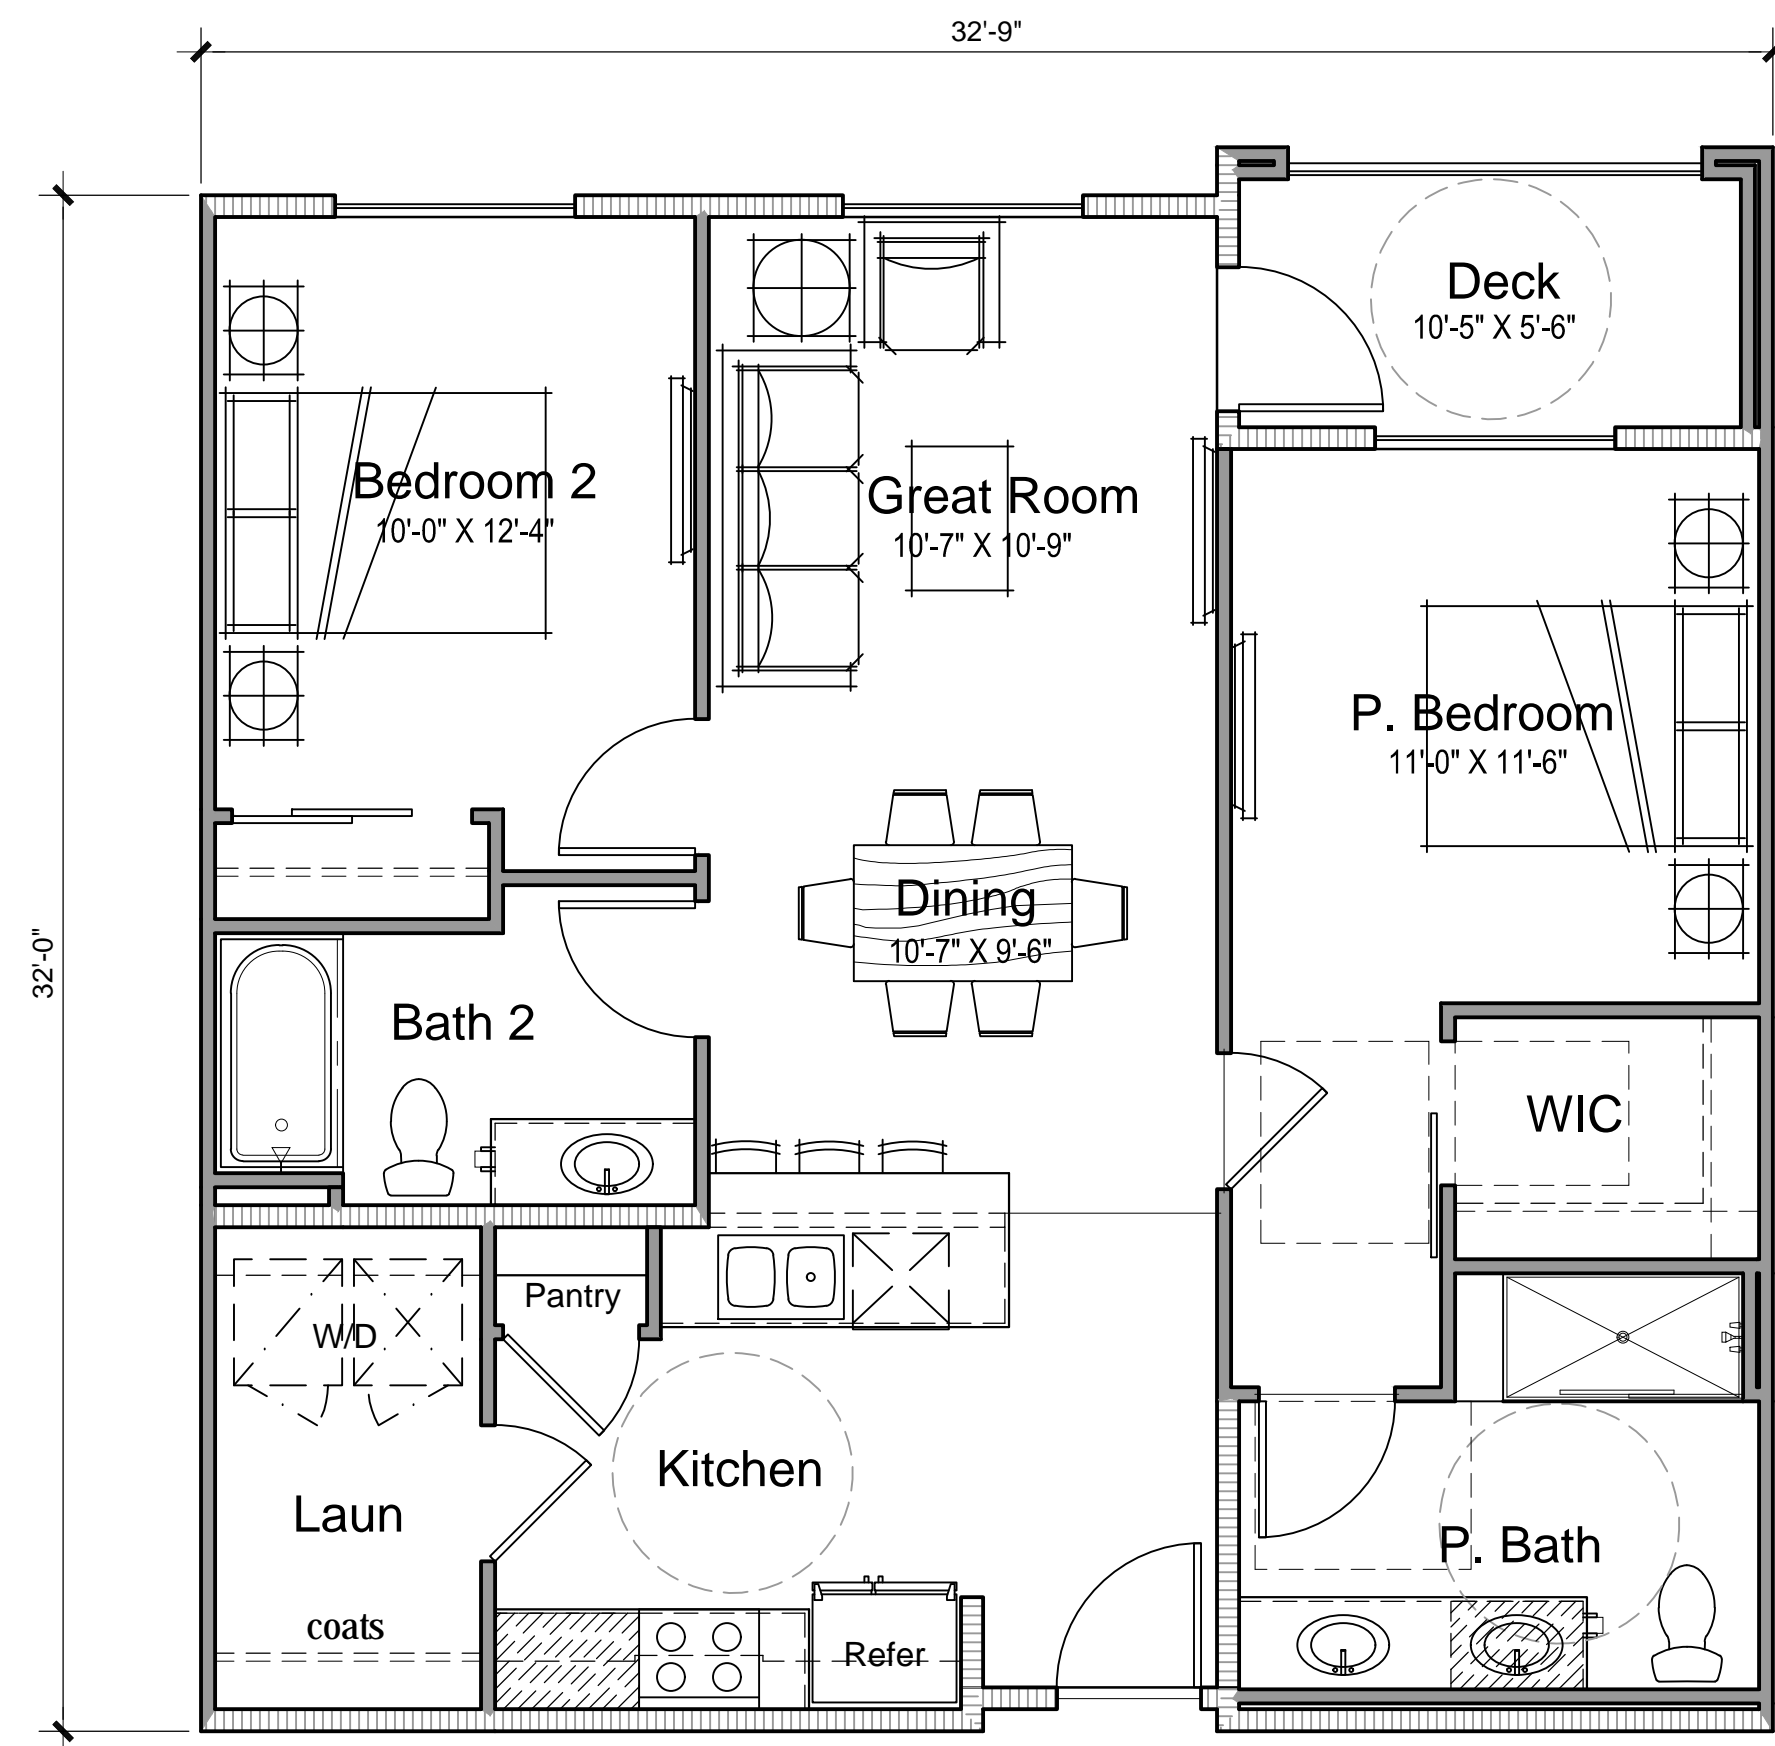 32'-9"
Deck
10'-5" X 5'-6"
Bedroom 2
10'-0" X 12'-4"
Great Room
10'-7" X 10'-9"
P. Bedroom
11'-0" X 11'-6"
Dining
10'-7" X 9'-6"
32'-0"
Bath 2
WIC
Pantry
W/D
Kitchen
Laun
P. Bath
coats
Refer